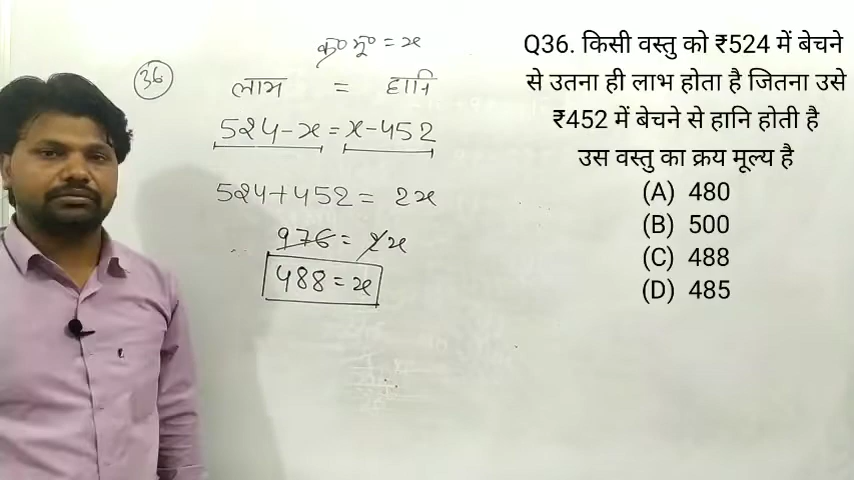 36
क्र० मू० = x
लाभ = हानि
524-x = x-452
524+452 = 2x
976 = 2x
488 = x
Q36. किसी वस्तु को ₹524 में बेचने
से उतना ही लाभ होता है जितना उसे
₹452 में बेचने से हानि होती है
उस वस्तु का क्रय मूल्य है
(A) 480
(B) 500
(C) 488
(D) 485